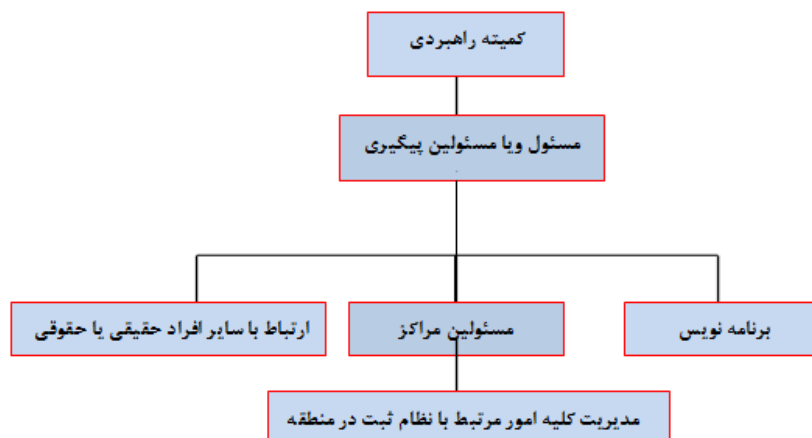 کمیته راهبردی
مسئول ویا مسئولین پیگیری
برنامه نویس
مسئولین مراکز
ارتباط با سایر افراد حقیقی یا حقوقی
مدیریت کلیه امور مرتبط با نظام ثبت در منطقه